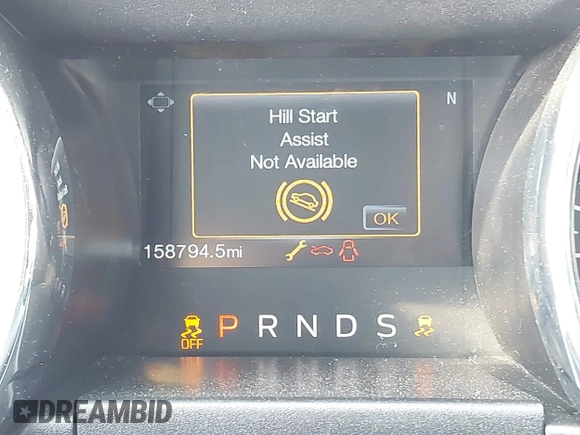 N
Hill Start
Assist
Not Available
OK
158794.5mi
OFF P R N D S
DREAMBID